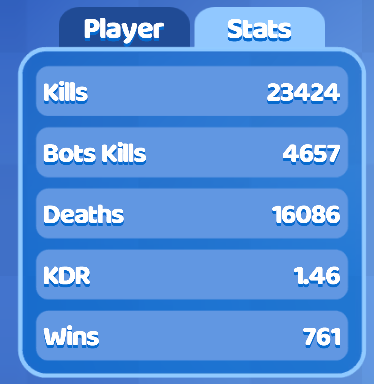 Player Stats
Kills 23424
Bots Kills 4657
Deaths 16086
KDR 1.46
Wins 761